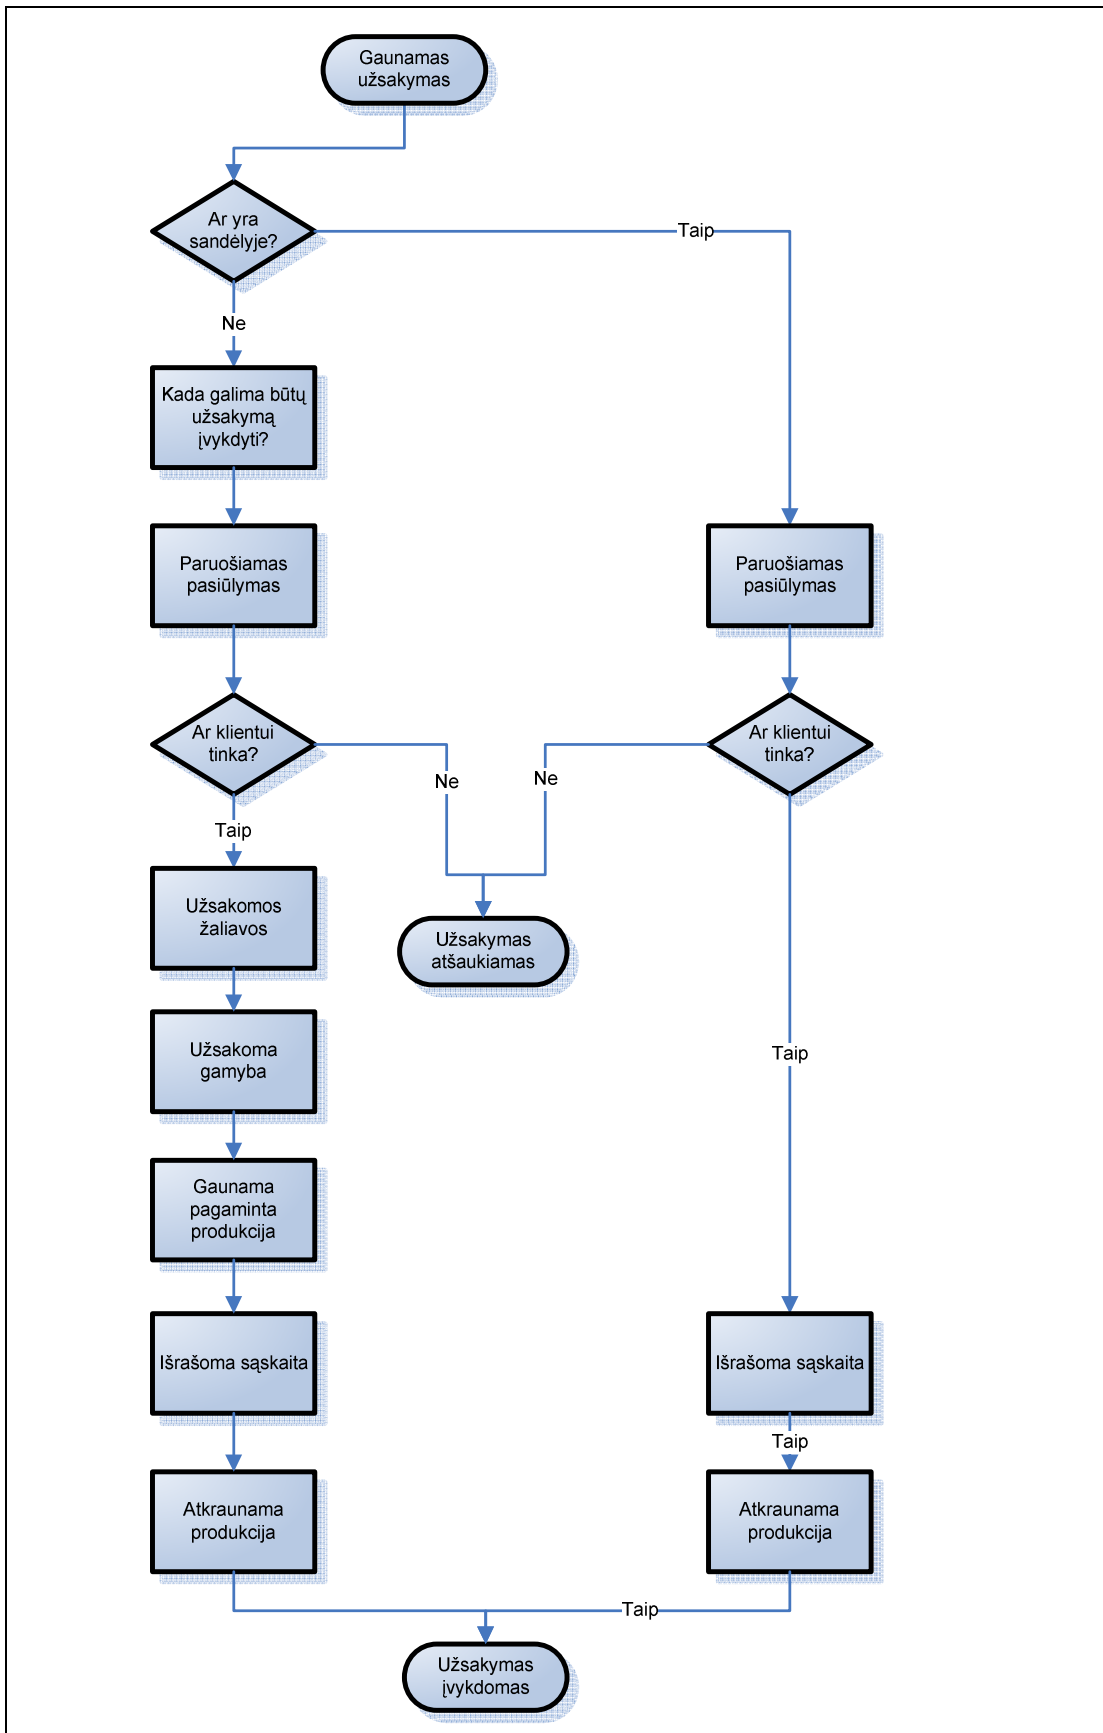 Gaunamas
užsakymas
Ar yra
sandėlyje?
Taip
Ne
Kada galima būtų
užsakymą
įvykdyti?
Paruošiamas
pasiūlymas
Paruošiamas
pasiūlymas
Ar klientui
tinka?
Ar klientui
tinka?
Ne
Ne
Taip
Užsakomos
žaliavos
Užsakymas
atšaukiamas
Užsakoma
gamyba
Taip
Gaunama
pagaminta
produkcija
Išrašoma sąskaita
Išrašoma sąskaita
Taip
Atkraunama
produkcija
Atkraunama
produkcija
Taip
Užsakymas
įvykdomas